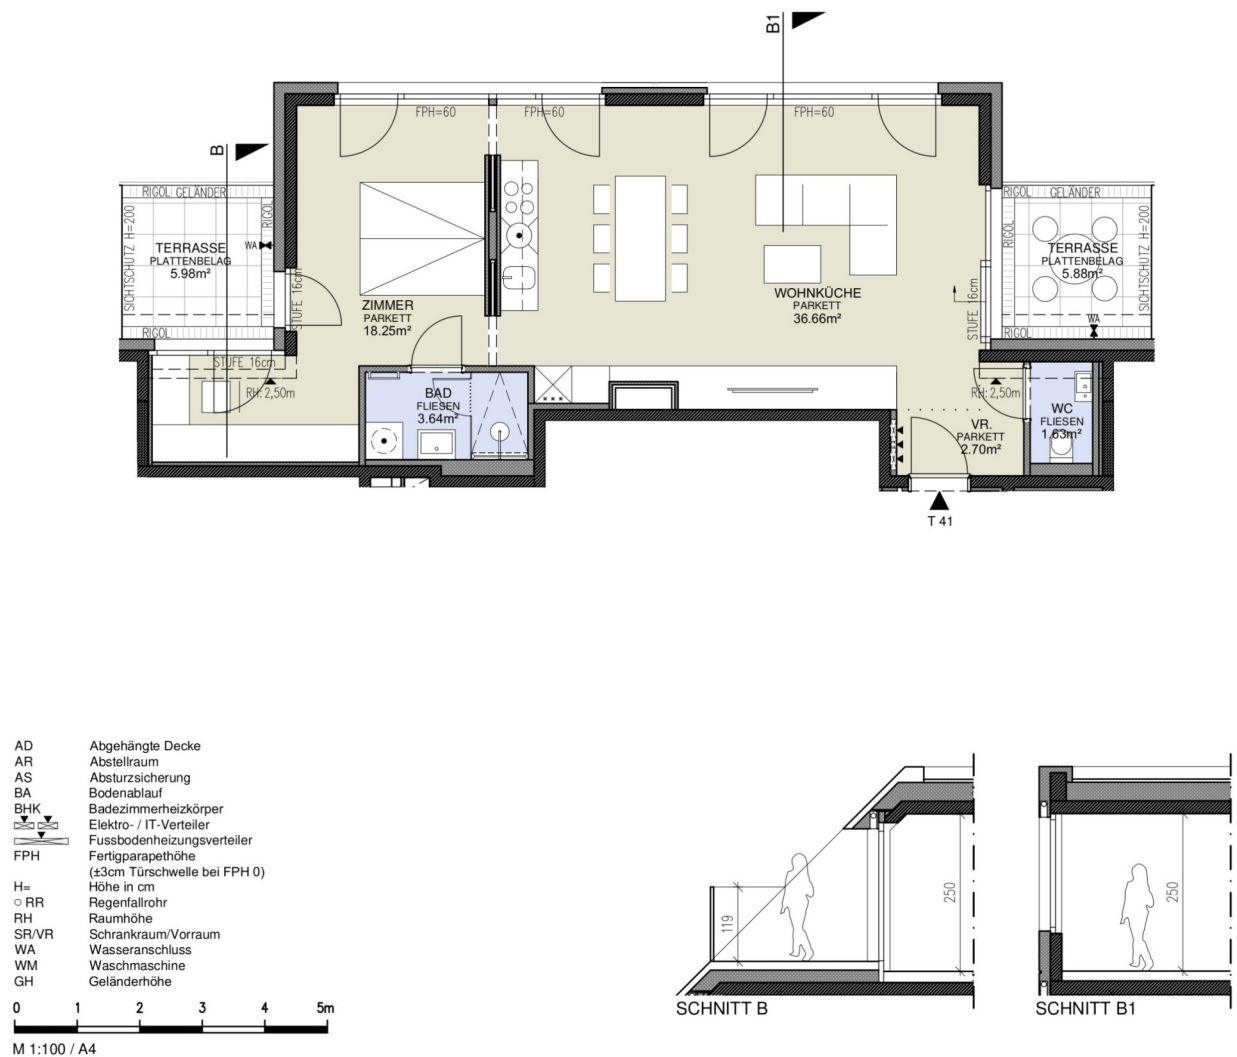 B1
B
FPH=60
FPH=60
FPH=60
RIGOL GELÄNDER
RIGOL
SICHTSCHUTZ H=200
WA
TERRASSE
PLATTENBELAG
5.98m²
RIGOL
STUFE 16cm
STUFE 16cm
RH: 2,50m
ZIMMER
PARKETT
18.25m²
BAD
FLIESEN
3.64m²
WOHNKÜCHE
PARKETT
36.66m²
STUFE 16cm
RIGOL GELÄNDER
RIGOL
SICHTSCHUTZ H=200
TERRASSE
PLATTENBELAG
5.88m²
WA
RIGOL
RH: 2,50m
VR.
PARKETT
2.70m²
WC
FLIESEN
1.63m²
T 41
AD Abgehängte Decke
AR Abstellraum
AS Absturzsicherung
BA Bodenablauf
BHK Badezimmerheizkörper
Elektro- / IT-Verteiler
Fussbodenheizungsverteiler
FPH Fertigparapethöhe
(±3cm Türschwelle bei FPH 0)
H= Höhe in cm
RR Regenfallrohr
RH Raumhöhe
SR/VR Schrankraum/Vorraum
WA Wasseranschluss
WM Waschmaschine
GH Geländerhöhe
0 1 2 3 4 5m
M 1:100 / A4
119
250
SCHNITT B
250
SCHNITT B1